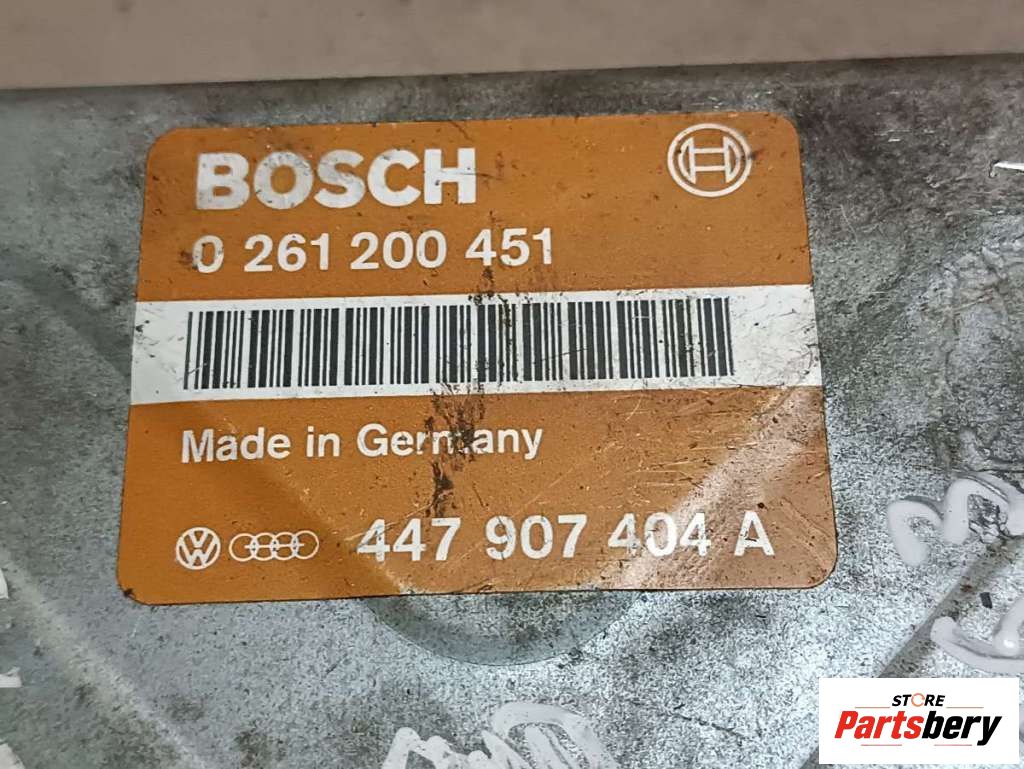 BOSCH
0 261 200 451
Made in Germany
447 907 404 A
STORE
Partsbery